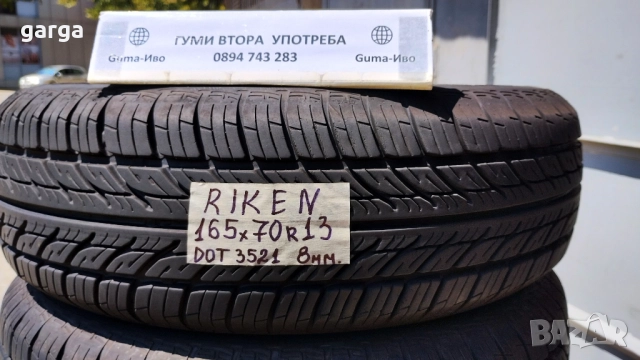 garga
ГУМИ ВТОРА УПОТРЕБА
0894 743 283
Guma-Иво
Guma-Иво
RIKEN
165x70R13
DOT 3521 8мм.
BAZAR